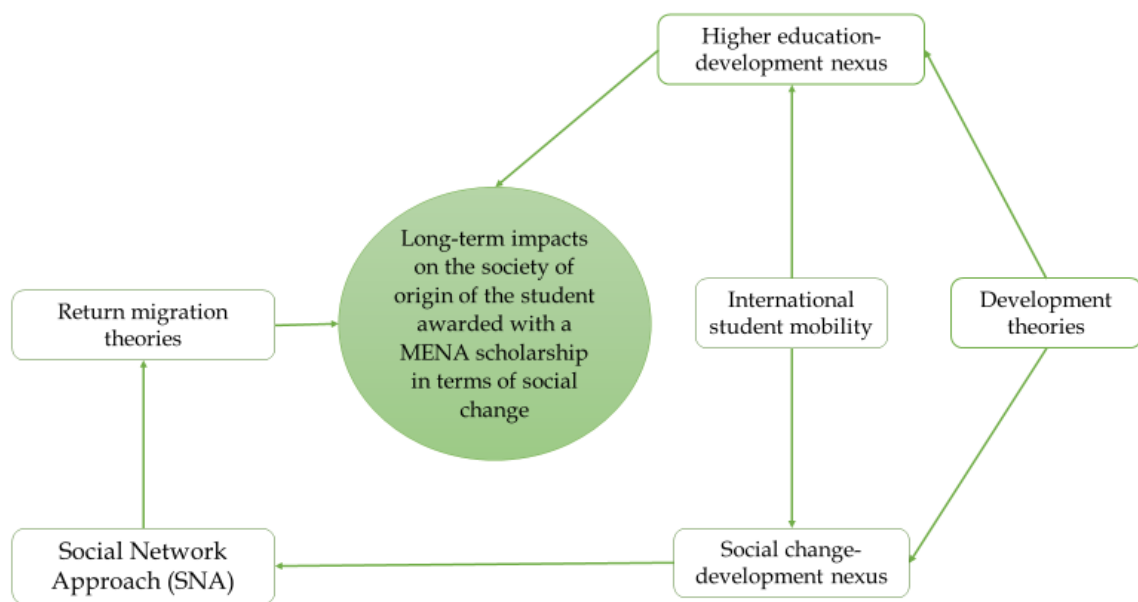 Higher education-
development nexus
Long-term impacts
on the society of
origin of the student
awarded with a
MENA scholarship
in terms of social
change
Return migration
theories
International
student mobility
Development
theories
Social Network
Approach (SNA)
Social change-
development nexus